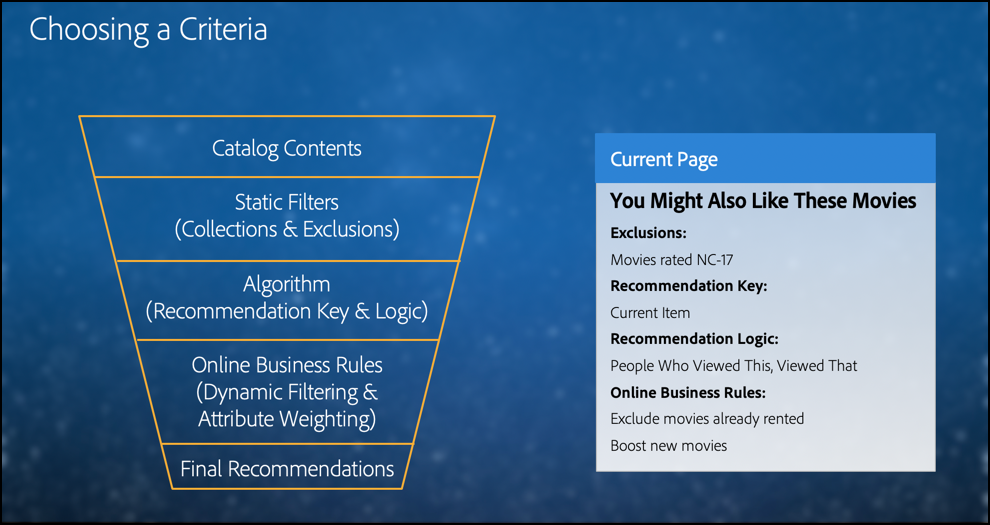 Choosing a Criteria
Catalog Contents
Static Filters
(Collections & Exclusions)
Algorithm
(Recommendation Key & Logic)
Online Business Rules
(Dynamic Filtering &
Attribute Weighting)
Final Recommendations
Current Page
You Might Also Like These Movies
Exclusions:
Movies rated NC-17
Recommendation Key:
Current Item
Recommendation Logic:
People Who Viewed This, Viewed That
Online Business Rules:
Exclude movies already rented
Boost new movies